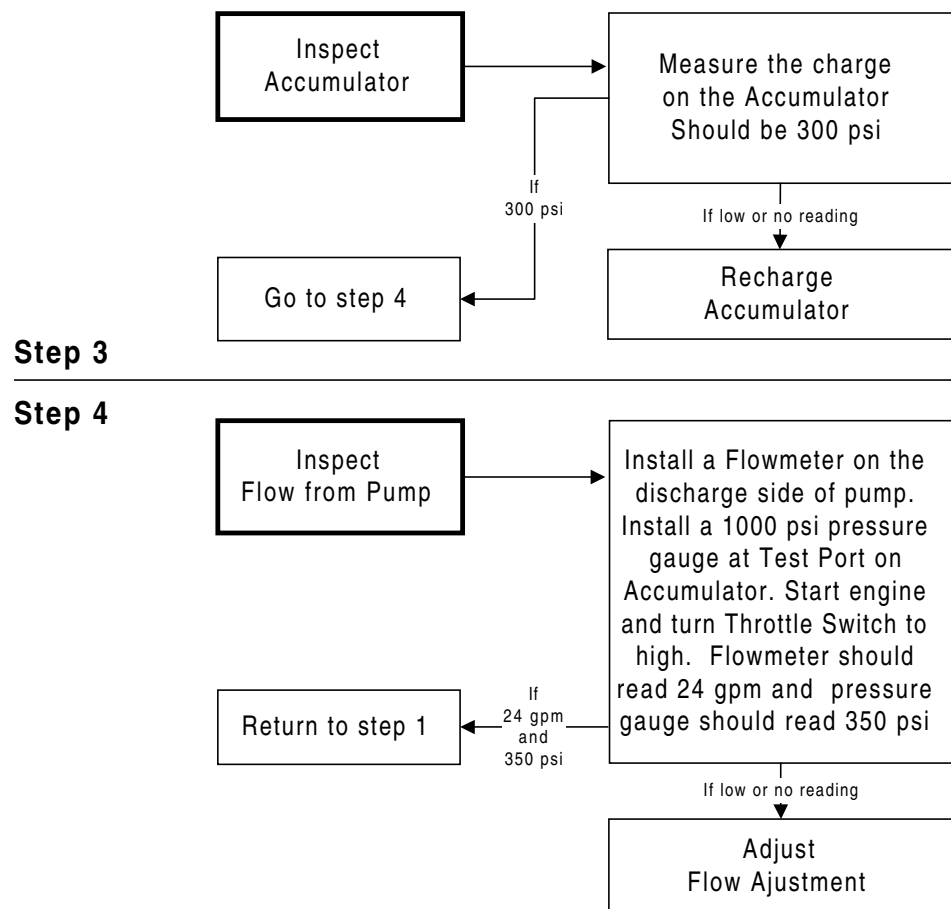 Inspect
Accumulator
Measure the charge
on the Accumulator
Should be 300 psi
If
300 psi
If low or no reading
Go to step 4
Recharge
Accumulator
Step 3
Step 4
Inspect
Flow from Pump
Install a Flowmeter on the
discharge side of pump.
Install a 1000 psi pressure
gauge at Test Port on
Accumulator. Start engine
and turn Throttle Switch to
high.  Flowmeter should
read 24 gpm and  pressure
gauge should read 350 psi
If
24 gpm
and
350 psi
Return to step 1
If low or no reading
Adjust
Flow Ajustment